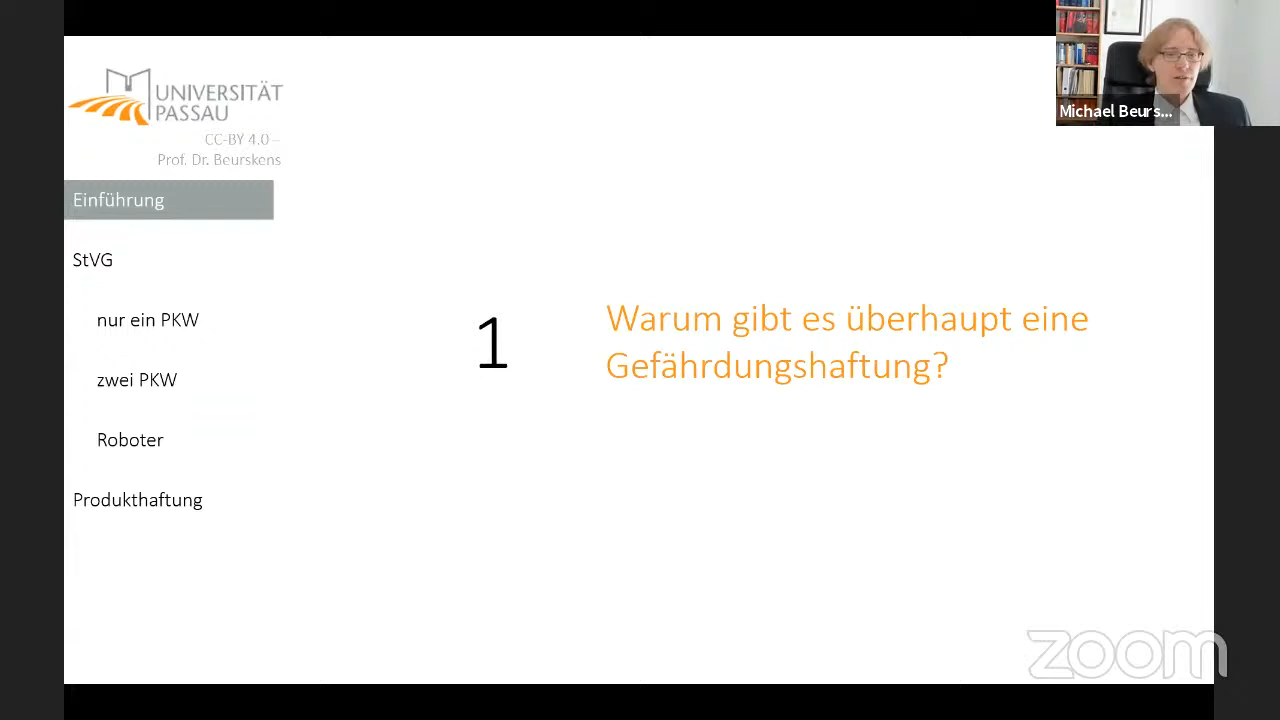 UNIVERSITÄT
PASSAU
CC-BY 4.0 –
Prof. Dr. Beurskens
Einführung
StVG
nur ein PKW
zwei PKW
Roboter
Produkthaftung
1
Warum gibt es überhaupt eine
Gefährdungshaftung?
Michael Beurs...
zoom